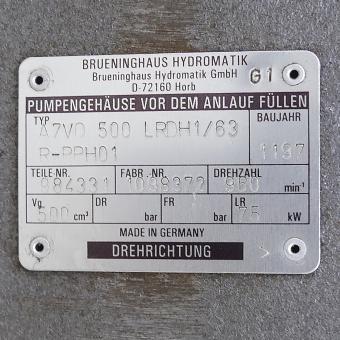 BRUENINGHAUS HYDROMATIK
Brueninghaus Hydromatik GmbH G1
D-72160 Horb
PUMPENGEHÄUSE VOR DEM ANLAUF FÜLLEN
TYP BAUJAHR
A7VO 500 LRDH1/63
R-PPH01 1197
TEILE-NR. FABR.-NR. DREHZAHL
984331 1099372 950 min⁻¹
Vg DR FR LR
500 cm³ bar bar 75 kW
MADE IN GERMANY
DREHRICHTUNG >